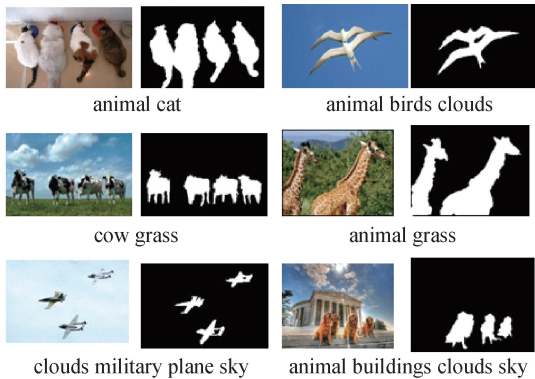 animal cat
animal birds clouds
cow grass
animal grass
clouds military plane sky
animal buildings clouds sky